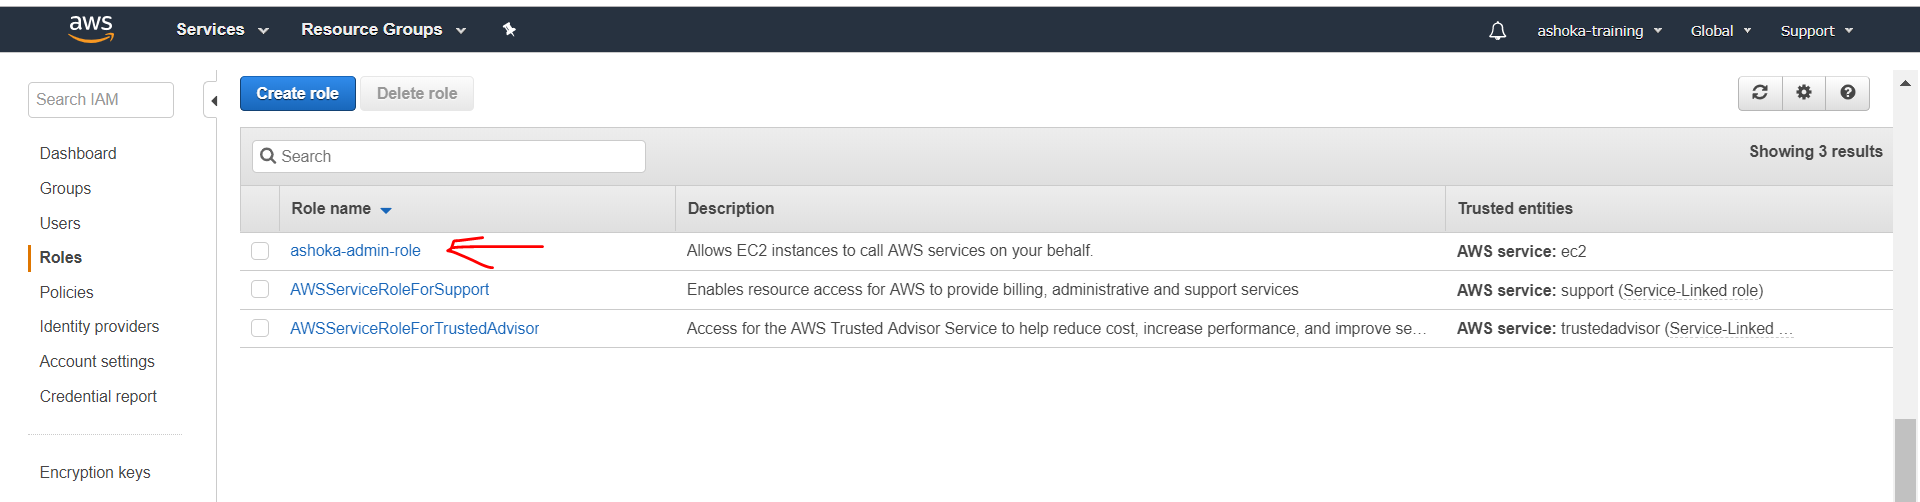 aws Services Resource Groups ashoka-training Global Support
Search IAM
Dashboard
Groups
Users
Roles
Policies
Identity providers
Account settings
Credential report
Encryption keys
Create role Delete role
Search Showing 3 results
Role name Description Trusted entities
ashoka-admin-role Allows EC2 instances to call AWS services on your behalf. AWS service: ec2
AWSServiceRoleForSupport Enables resource access for AWS to provide billing, administrative and support services AWS service: support (Service-Linked role)
AWSServiceRoleForTrustedAdvisor Access for the AWS Trusted Advisor Service to help reduce cost, increase performance, and improve se… AWS service: trustedadvisor (Service-Linked …